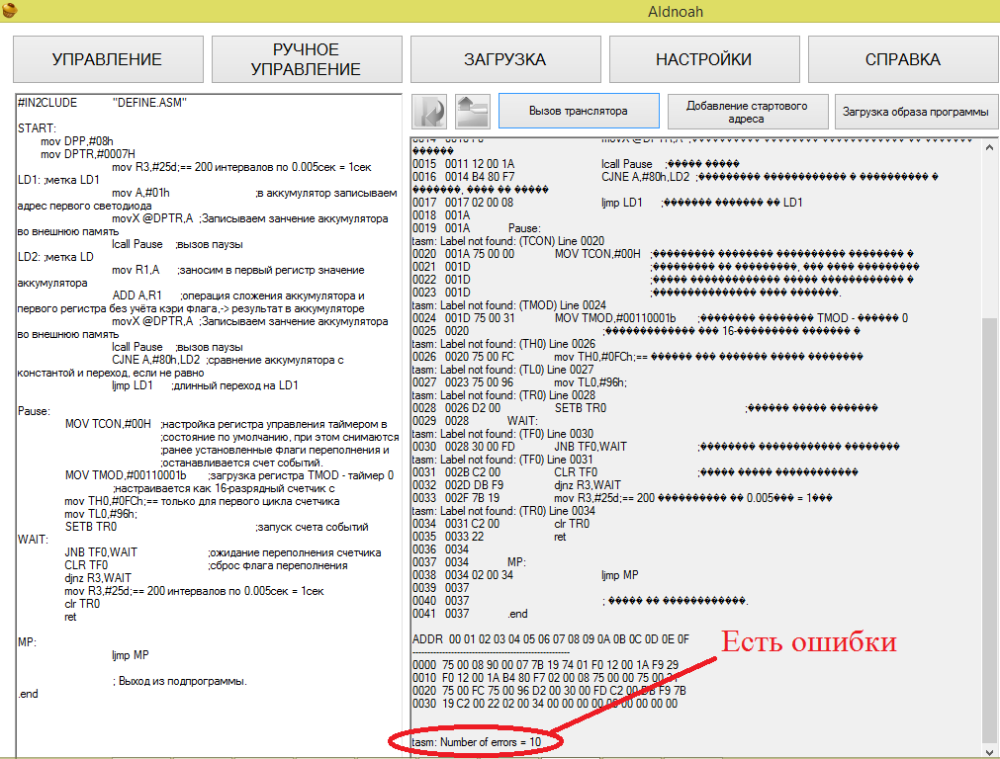 Aldnoah
УПРАВЛЕНИЕ
РУЧНОЕ
УПРАВЛЕНИЕ
ЗАГРУЗКА
НАСТРОЙКИ
СПРАВКА
Вызов транслятора
Добавление стартового
адреса
Загрузка образа программы
#IN2CLUDE "DEFINE.ASM"
START:
mov DPP,#08h
mov DPTR,#0007H
mov R3,#25d;== 200 интервалов по 0.005сек = 1сек
LD1: ;метка LD1
mov A,#01h ;в аккумулятор записываем
адрес первого светодиода
movX @DPTR,A ;Записываем занчение аккумулятора
во внешнюю память
lcall Pause ;вызов паузы
LD2: ;метка LD
mov R1,A ;заносим в первый регистр значение
аккумулятора
ADD A,R1 ;операция сложения аккумулятора и
первого регистра без учёта кэри флага,-> результат в аккумуляторе
movX @DPTR,A ;Записываем занчение аккумулятора
во внешнюю память
lcall Pause ;вызов паузы
CJNE A,#80h,LD2 ;сравнение аккумулятора с
константой и переход, если не равно
ljmp LD1 ;длинный переход на LD1
Pause:
MOV TCON,#00H ;настройка регистра управления таймером в
;состояние по умолчанию, при этом снимаются
;ранее установленные флаги переполнения и
;останавливается счет событий.
MOV TMOD,#00110001b ;загрузка регистра TMOD - таймер 0
;настраивается как 16-разрядный счетчик с
mov TH0,#0FCh;== только для первого цикла счетчика
mov TL0,#96h;
SETB TR0 ;запуск счета событий
WAIT:
JNB TF0,WAIT ;ожидание переполнения счетчика
CLR TF0 ;сброс флага переполнения
djnz R3,WAIT
mov R3,#25d;== 200 интервалов по 0.005сек = 1сек
clr TR0
ret
MP:
ljmp MP
; Выход из подпрограммы.
.end
������
0015 0011 12 00 1A lcall Pause ;����� �����
0016 0014 B4 80 F7 CJNE A,#80h,LD2 ;��������� ������������ � ��������� �
�������, ���� �� �����
0017 0017 02 00 08 ljmp LD1 ;������� ������� �� LD1
0018 001A
0019 001A Pause:
tasm: Label not found: (TCON) Line 0020
0020 001A 75 00 00 MOV TCON,#00H ;��������� �������� ���������� �������� �
0021 001D ;��������� �� ���������, ��� ���� ���������
0022 001D ;����� ������������� ����� ������������ �
0023 001D ;��������������� ���� �������.
tasm: Label not found: (TMOD) Line 0024
0024 001D 75 00 31 MOV TMOD,#00110001b ;�������� �������� TMOD - ������ 0
0025 0020 ;������������� ��� 16-��������� ������� �
tasm: Label not found: (TH0) Line 0026
0026 0020 75 00 FC mov TH0,#0FCh;== ������ ��� ������� ����� ��������
tasm: Label not found: (TL0) Line 0027
0027 0023 75 00 96 mov TL0,#96h;
tasm: Label not found: (TR0) Line 0028
0028 0026 D2 00 SETB TR0 ;������ ����� �������
0029 0028 WAIT:
tasm: Label not found: (TF0) Line 0030
0030 0028 30 00 FD JNB TF0,WAIT ;�������� ������������ ��������
tasm: Label not found: (TF0) Line 0031
0031 002B C2 00 CLR TF0 ;����� ����� ������������
0032 002D DB F9 djnz R3,WAIT
0033 002F 7B 19 mov R3,#25d;== 200 ���������� �� 0.005��� = 1���
tasm: Label not found: (TR0) Line 0034
0034 0031 C2 00 clr TR0
0035 0033 22 ret
0036 0034
0037 0034 MP:
0038 0034 02 00 34 ljmp MP
0039 0037
0040 0037 ; ����� �� ������������.
0041 0037 .end
ADDR 00 01 02 03 04 05 06 07 08 09 0A 0B 0C 0D 0E 0F
-----------------------------------------------------
0000 75 00 08 90 00 07 7B 19 74 01 F0 12 00 1A F9 29
0010 F0 12 00 1A B4 80 F7 02 00 08 75 00 00 75 00 31
0020 75 00 FC 75 00 96 D2 00 30 00 FD C2 00 DB F9 7B
0030 19 C2 00 22 02 00 34 00 00 00 00 00 00 00 00 00
tasm: Number of errors = 10
Есть ошибки